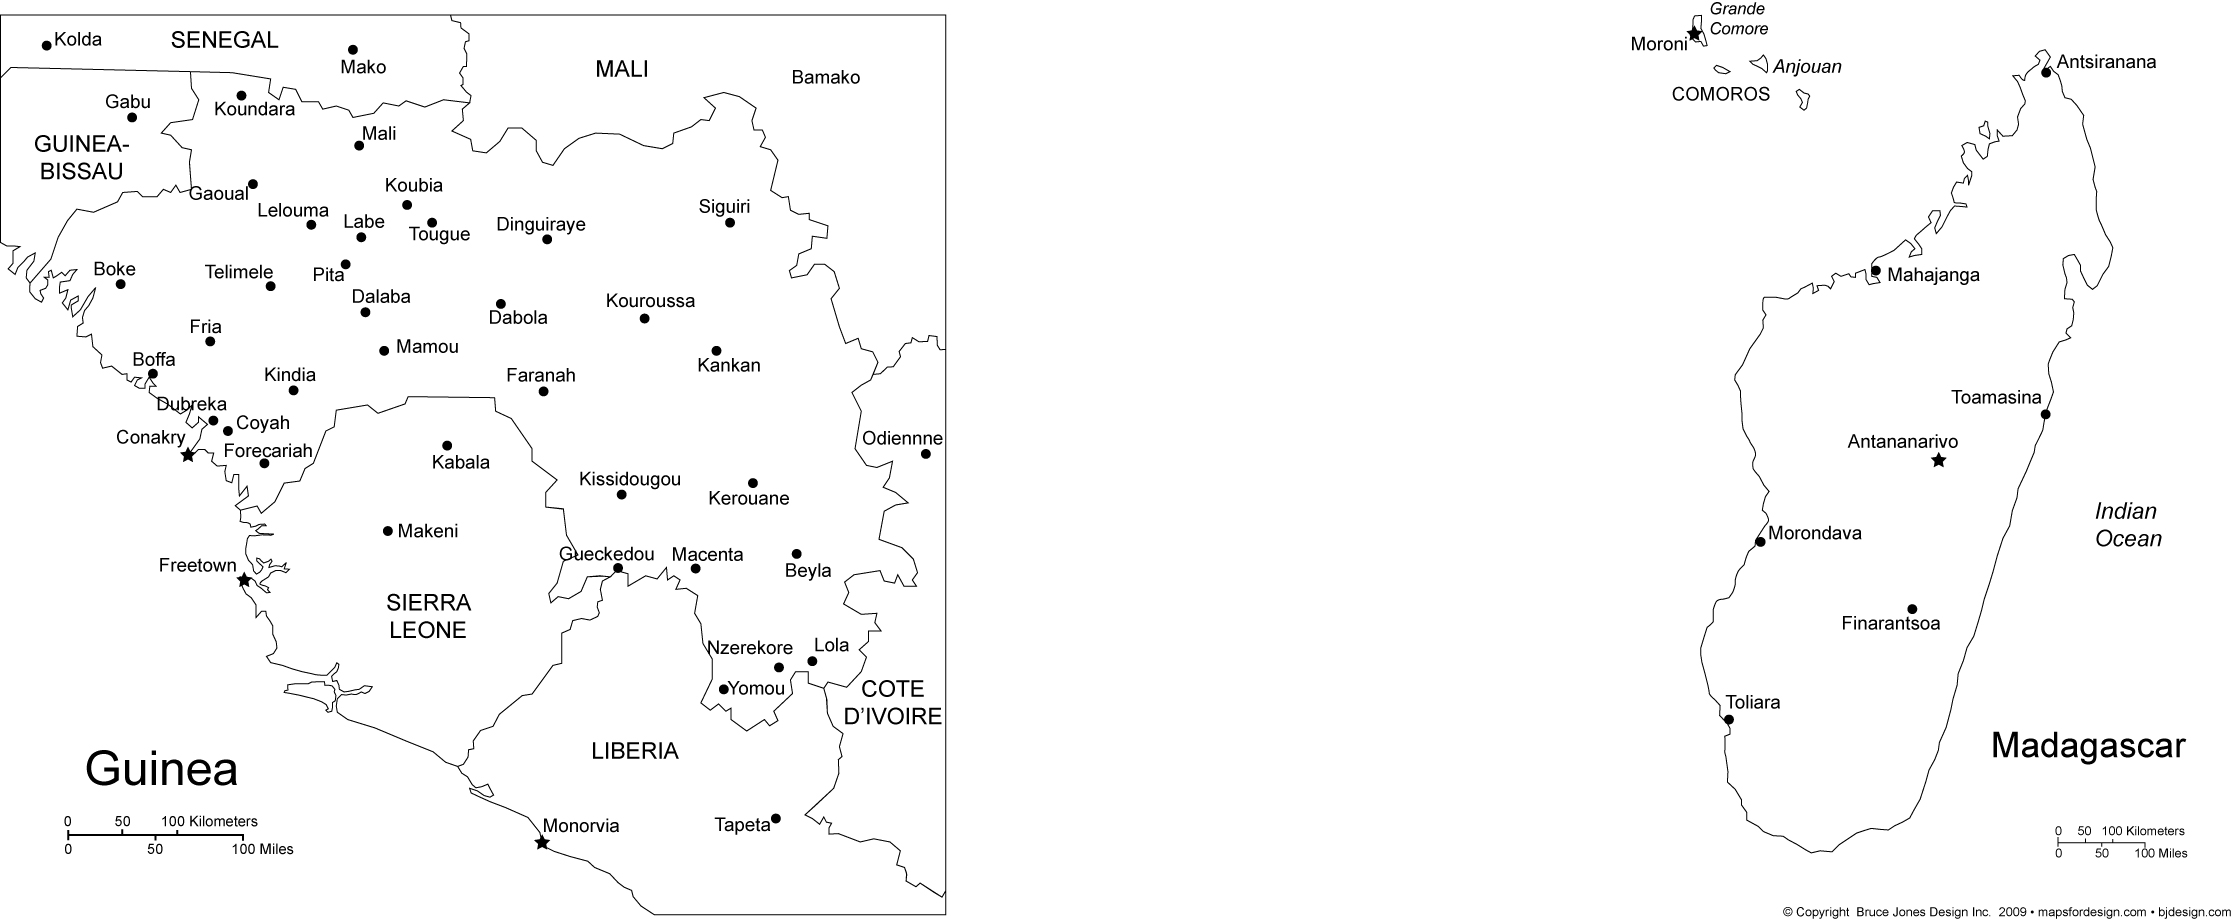 Kolda
SENEGAL
Mako
MALI
Bamako
Gabu
Koundara
GUINEA-
BISSAU
Mali
Gaoual
Koubia
Lelouma
Labe
Tougue
Dinguiraye
Siguiri
Boke
Telimele
Pita
Dalaba
Dabola
Kouroussa
Fria
Mamou
Boffa
Kindia
Faranah
Kankan
Dubreka
Coyah
Conakry
Forecariah
Kabala
Odiennne
Kissidougou
Kerouane
Makeni
Gueckedou
Macenta
Beyla
Freetown
SIERRA
LEONE
Nzerekore
Lola
Yomou
COTE
D'IVOIRE
LIBERIA
Guinea
0 50 100 Kilometers
0 50 100 Miles
Monorvia
Tapeta
Grande
Comore
Moroni
Anjouan
COMOROS
Antsiranana
Mahajanga
Toamasina
Antananarivo
Indian
Ocean
Morondava
Finarantsoa
Toliara
Madagascar
0 50 100 Kilometers
0 50 100 Miles
© Copyright Bruce Jones Design Inc. 2009 • mapsfordesign.com • bjdesign.com